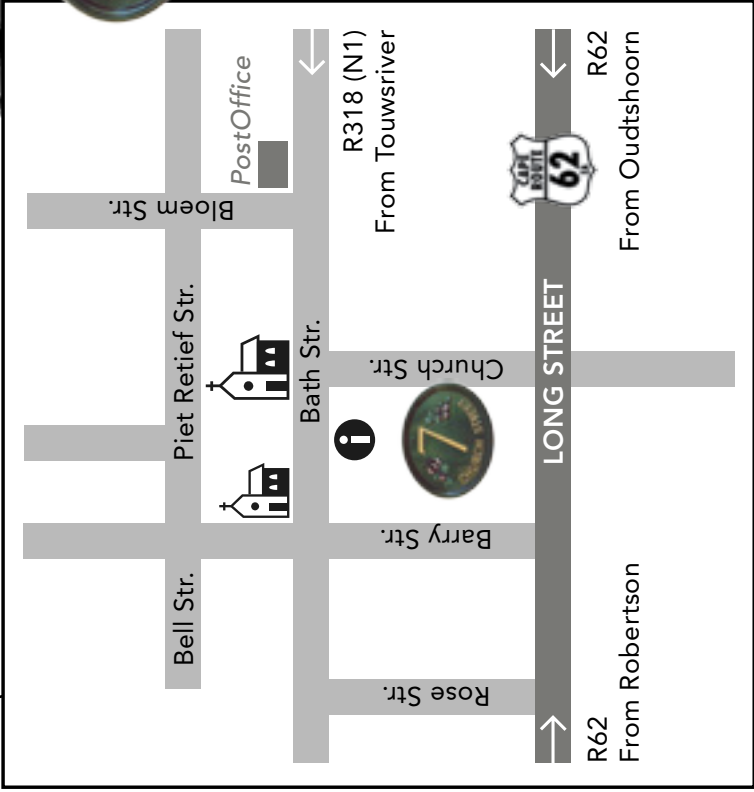 PostOffice
R318 (N1)
From Touwsriver
R62
From Oudtshoorn
CAPE
ROUTE
62
Bloem Str.
Piet Retief Str.
Bath Str.
Church Str.
LONG STREET
7
Barry Str.
Bell Str.
Rose Str.
R62
From Robertson